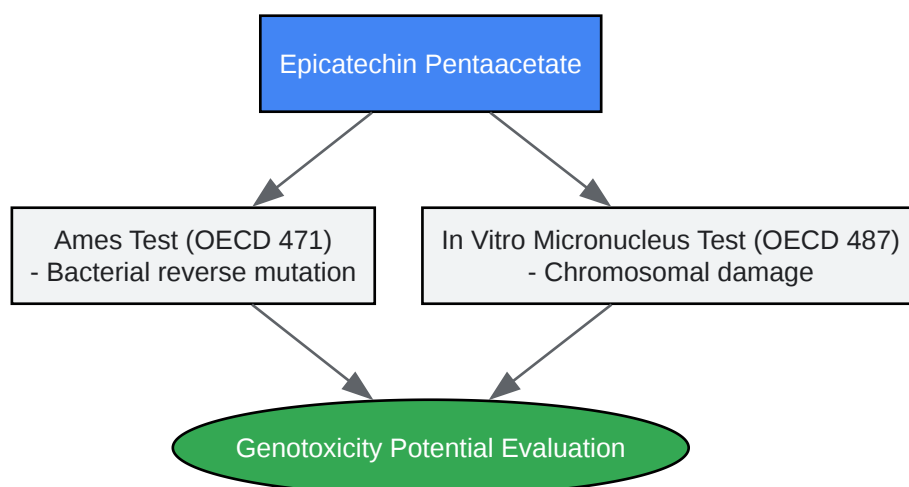 Epicatechin Pentaacetate
Ames Test (OECD 471)
- Bacterial reverse mutation
In Vitro Micronucleus Test (OECD 487)
- Chromosomal damage
Genotoxicity Potential Evaluation